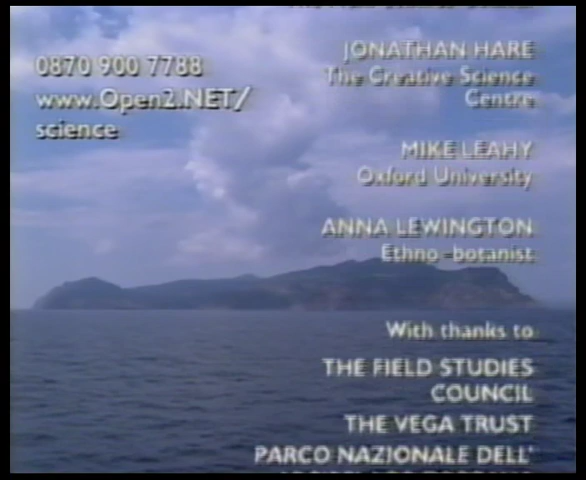 0870 900 7788
www.Open2.NET/
science
JONATHAN HARE
The Creative Science
Centre
MIKE LEAHY
Oxford University
ANNA LEWINGTON
Ethno-botanist
With thanks to
THE FIELD STUDIES
COUNCIL
THE VEGA TRUST
PARCO NAZIONALE DELL'